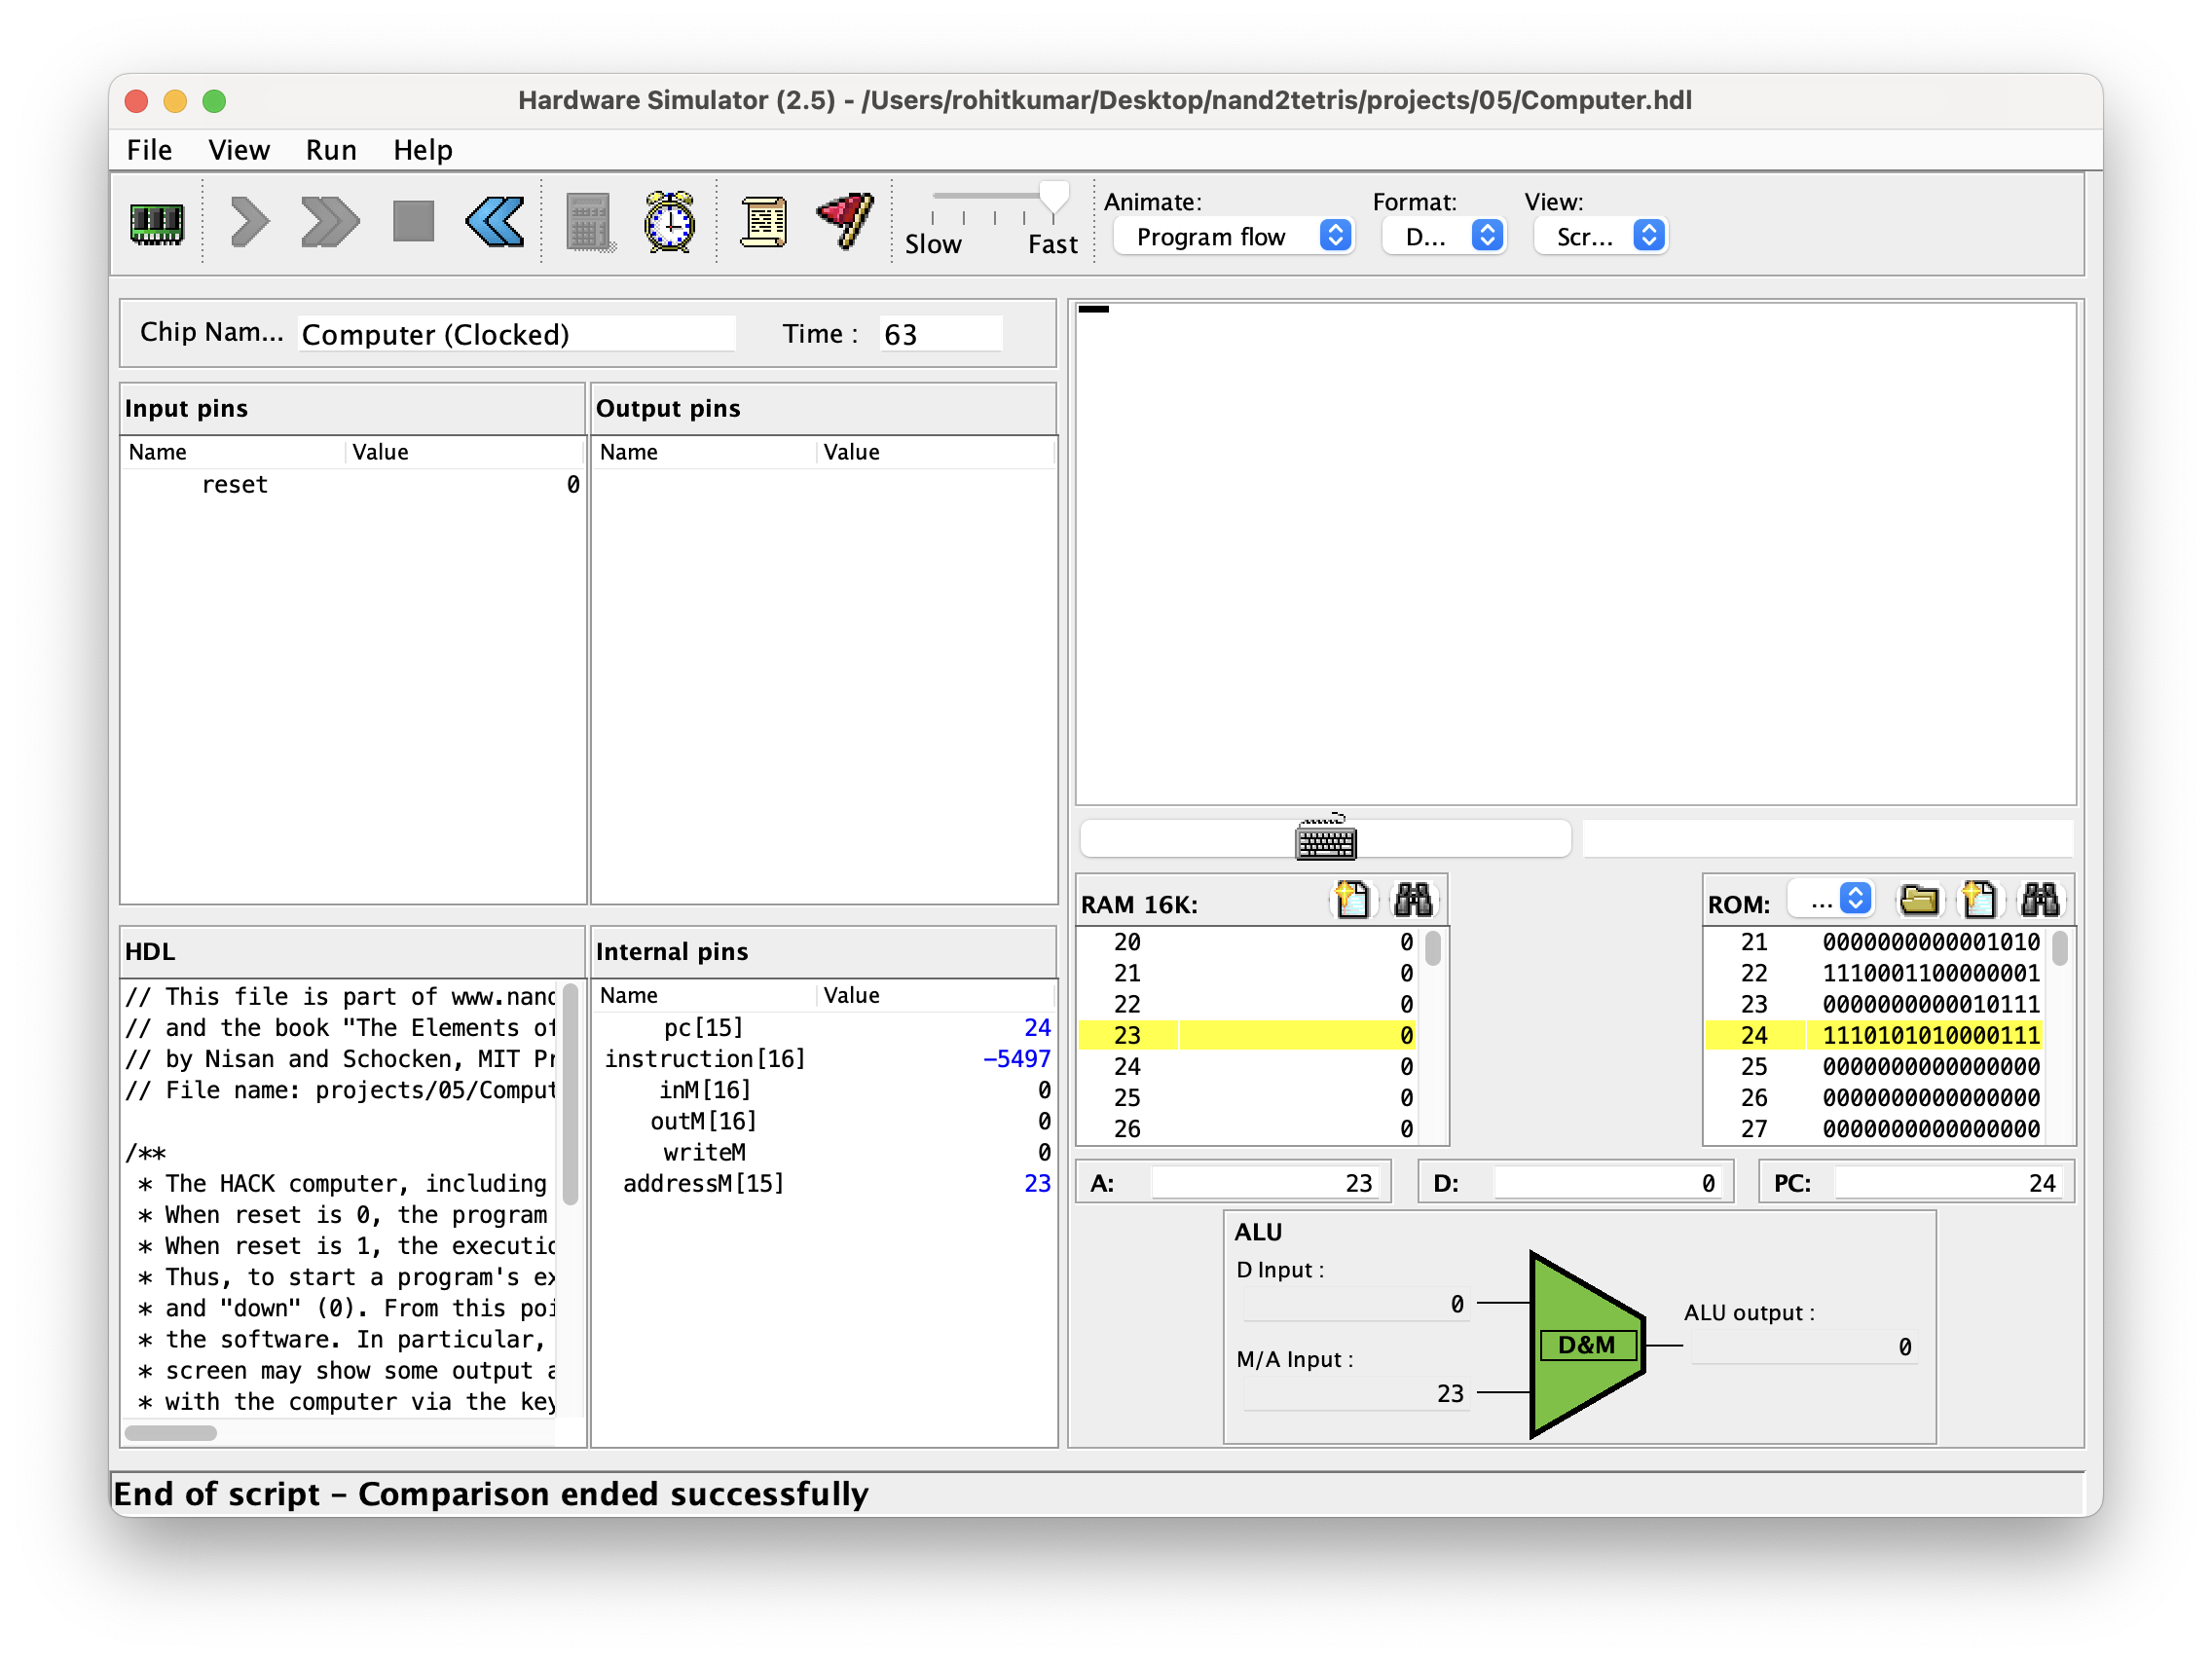 Hardware Simulator (2.5) - /Users/rohitkumar/Desktop/nand2tetris/projects/05/Computer.hdl
File View Run Help
Animate: Format: View:
Slow Fast Program flow D... Scr...
Chip Nam... Computer (Clocked) Time : 63
Input pins
Name Value
reset 0
Output pins
Name Value
HDL
// This file is part of www.nand
// and the book "The Elements of
// by Nisan and Schocken, MIT Pr
// File name: projects/05/Comput
/**
* The HACK computer, including
* When reset is 0, the program
* When reset is 1, the executio
* Thus, to start a program's ex
* and "down" (0). From this poi
* the software. In particular,
* screen may show some output a
* with the computer via the key
Internal pins
Name Value
pc[15] 24
instruction[16] -5497
inM[16] 0
outM[16] 0
writeM 0
addressM[15] 23
RAM 16K:
20 0
21 0
22 0
23 0
24 0
25 0
26 0
ROM: ...
21 0000000000001010
22 1110001100000001
23 0000000000010111
24 1110101010000111
25 0000000000000000
26 0000000000000000
27 0000000000000000
A: 23 D: 0 PC: 24
ALU
D Input :
0
M/A Input :
23
D&M
ALU output :
0
End of script - Comparison ended successfully